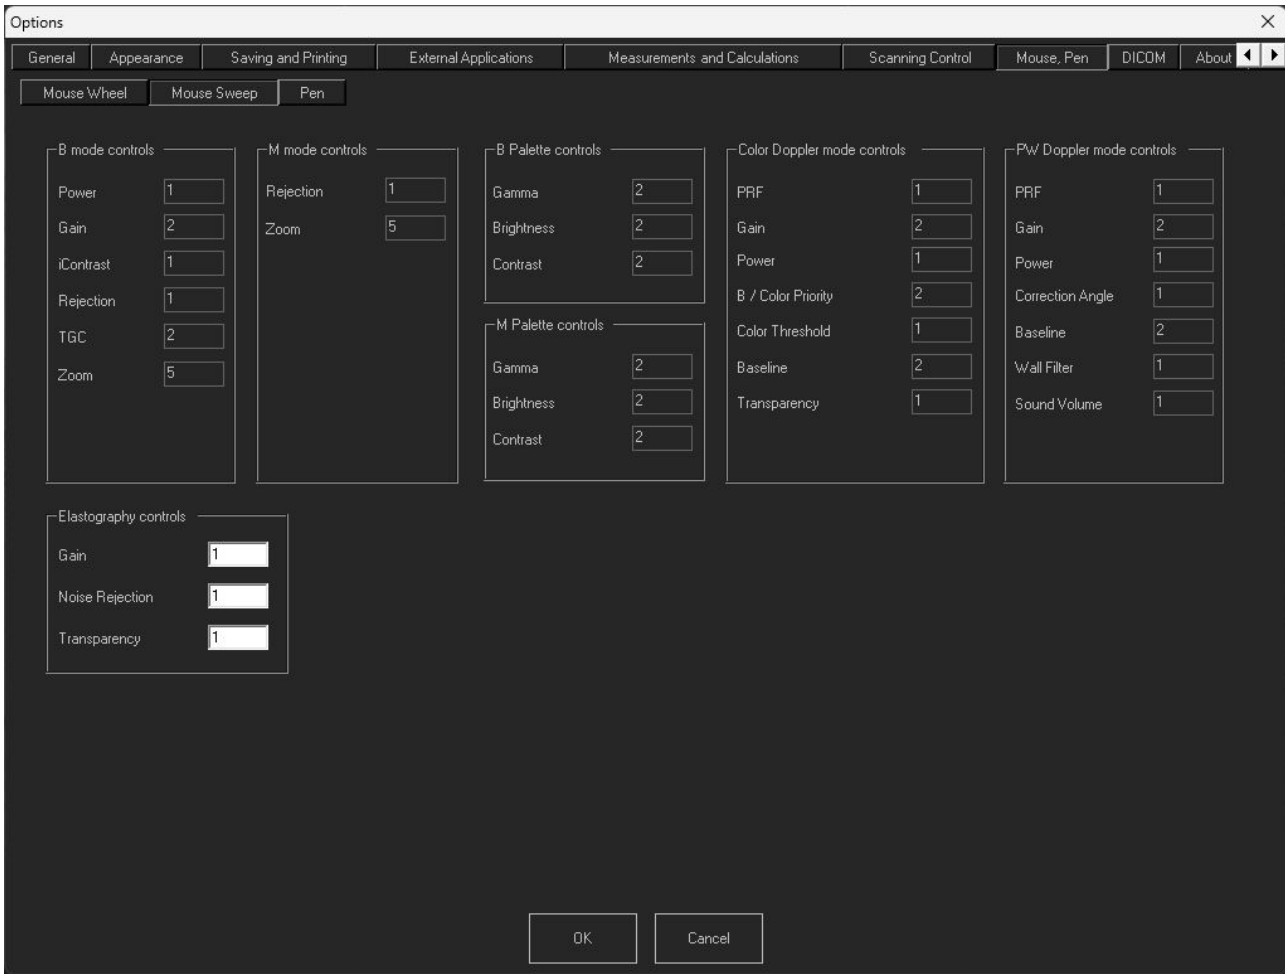 Options
General Appearance Saving and Printing External Applications Measurements and Calculations Scanning Control Mouse, Pen DICOM About
Mouse Wheel Mouse Sweep Pen
B mode controls
Power 1
Gain 2
iContrast 1
Rejection 1
TGC 2
Zoom 5
M mode controls
Rejection 1
Zoom 5
B Palette controls
Gamma 2
Brightness 2
Contrast 2
M Palette controls
Gamma 2
Brightness 2
Contrast 2
Color Doppler mode controls
PRF 1
Gain 2
Power 1
B / Color Priority 2
Color Threshold 1
Baseline 2
Transparency 1
PW Doppler mode controls
PRF 1
Gain 2
Power 1
Correction Angle 1
Baseline 2
Wall Filter 1
Sound Volume 1
Elastography controls
Gain 1
Noise Rejection 1
Transparency 1
OK Cancel